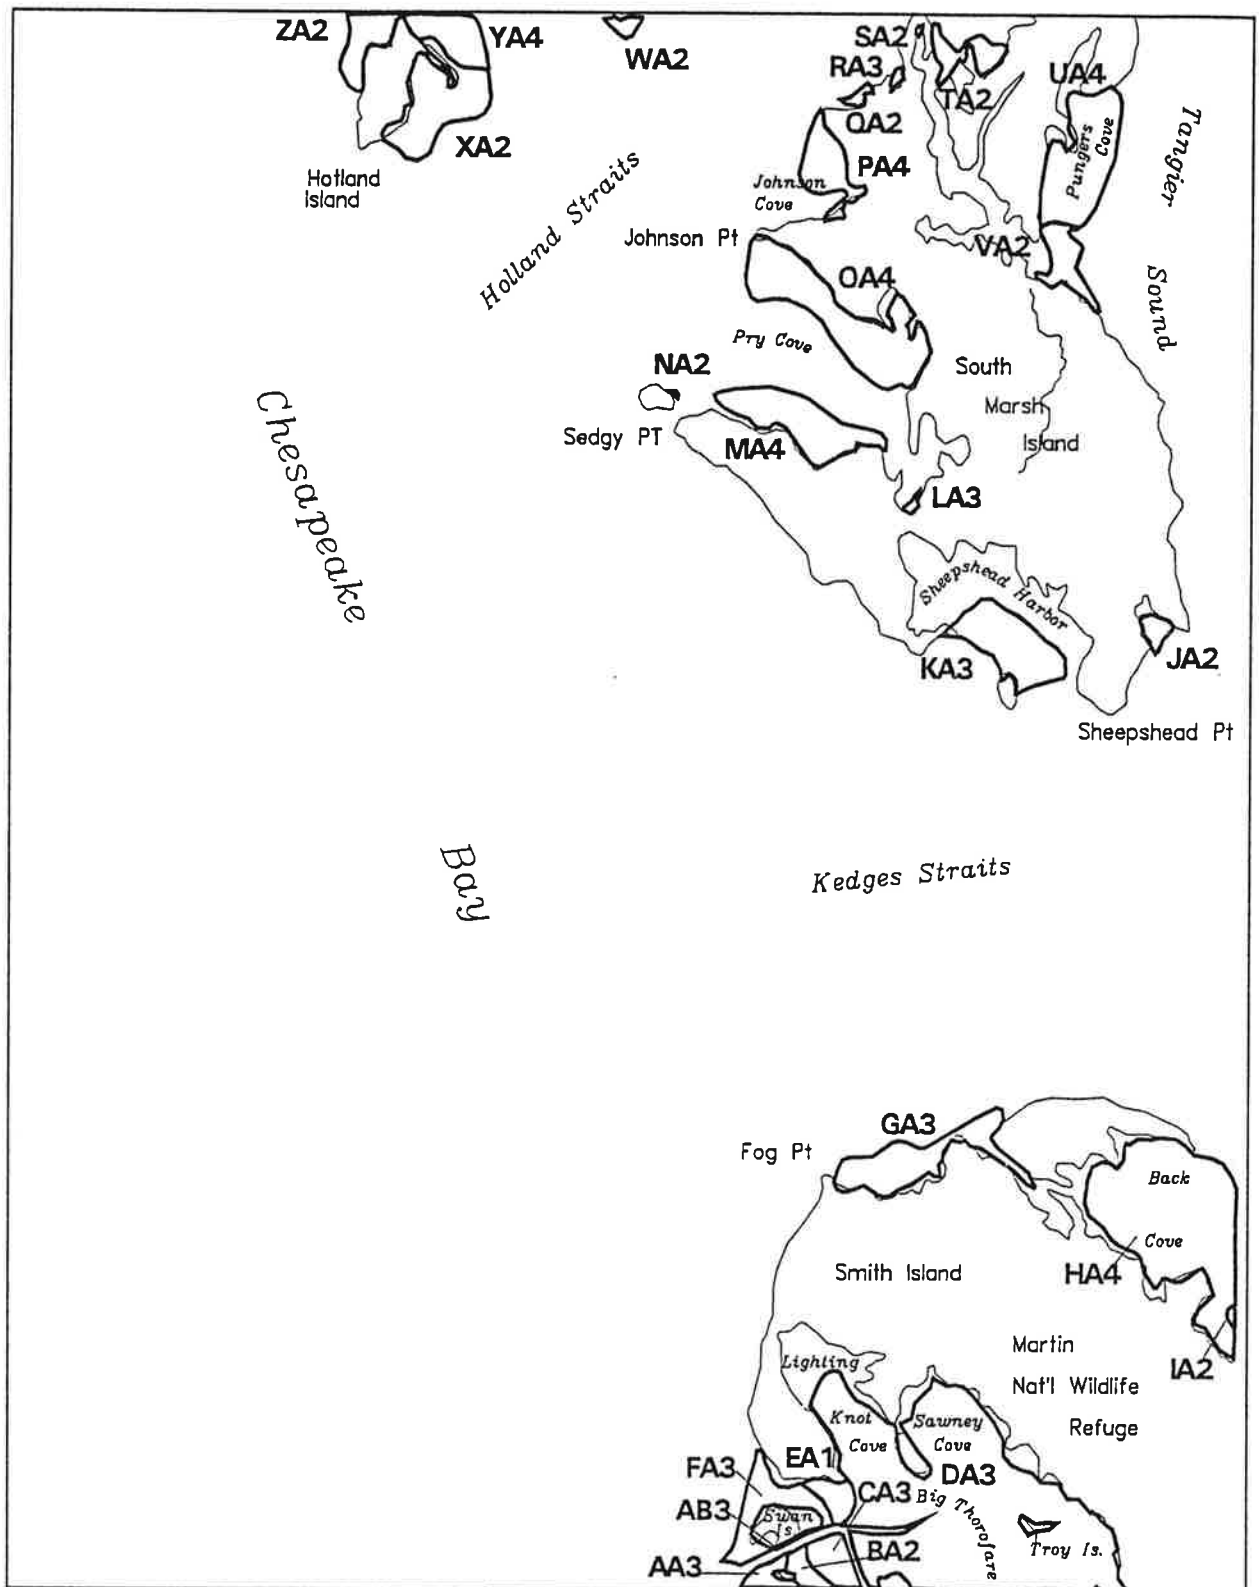 ZA2
YA4
WA2
XA2
Hotland
Island
Holland Straits
SA2
RA3
TA2
UA4
QA2
PA4
Pungers
Cove
Tangier
Sound
Johnson
Cove
Johnson Pt
VA2
OA4
Pry Cove
NA2
South
Marsh
Island
Sedgy PT
MA4
LA3
Chesapeake
Bay
Sheepshead Harbor
KA3
JA2
Sheepshead Pt
Kedges Straits
GA3
Fog Pt
Back
Cove
HA4
Smith Island
IA2
Martin
Nat'l Wildlife
Refuge
Lighting
Knot
Cove
Sawney
Cove
EA1
DA3
FA3
CA3
Big Thorofare
AB3
Swan
Is.
Troy Is.
BA2
AA3